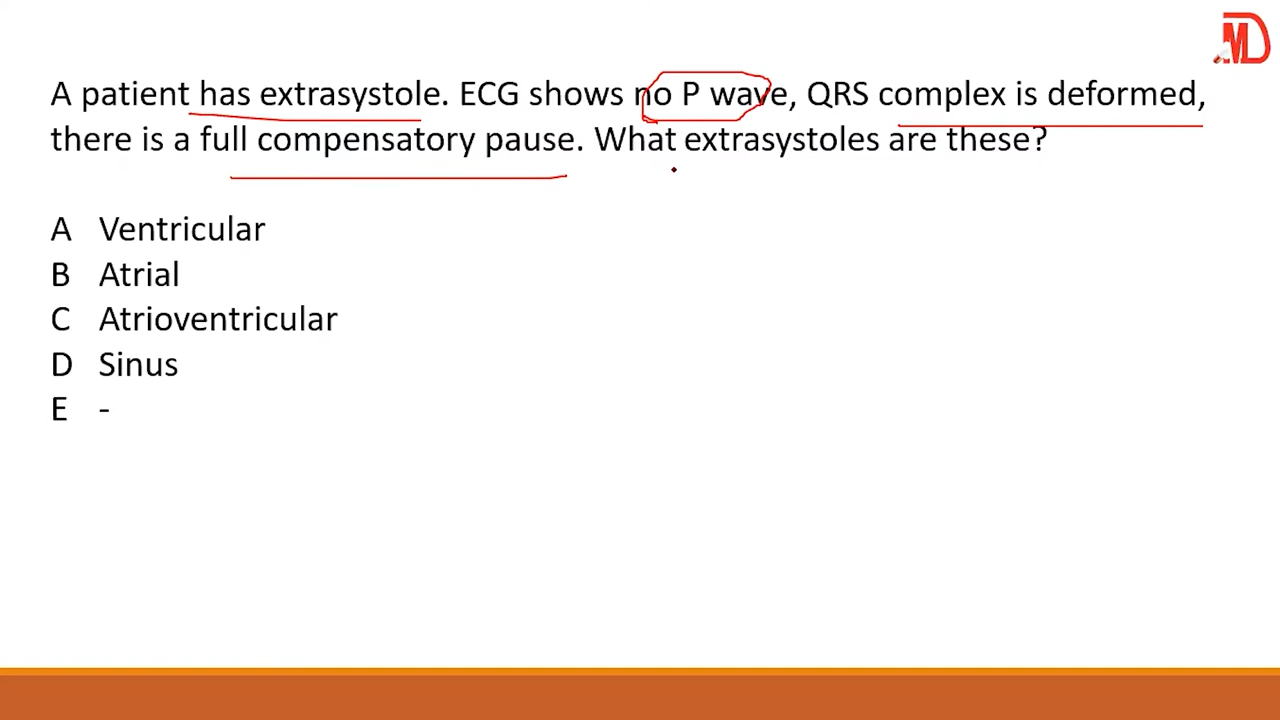 MD
A patient has extrasystole. ECG shows no P wave, QRS complex is deformed,
there is a full compensatory pause. What extrasystoles are these?
A Ventricular
B Atrial
C Atrioventricular
D Sinus
E -